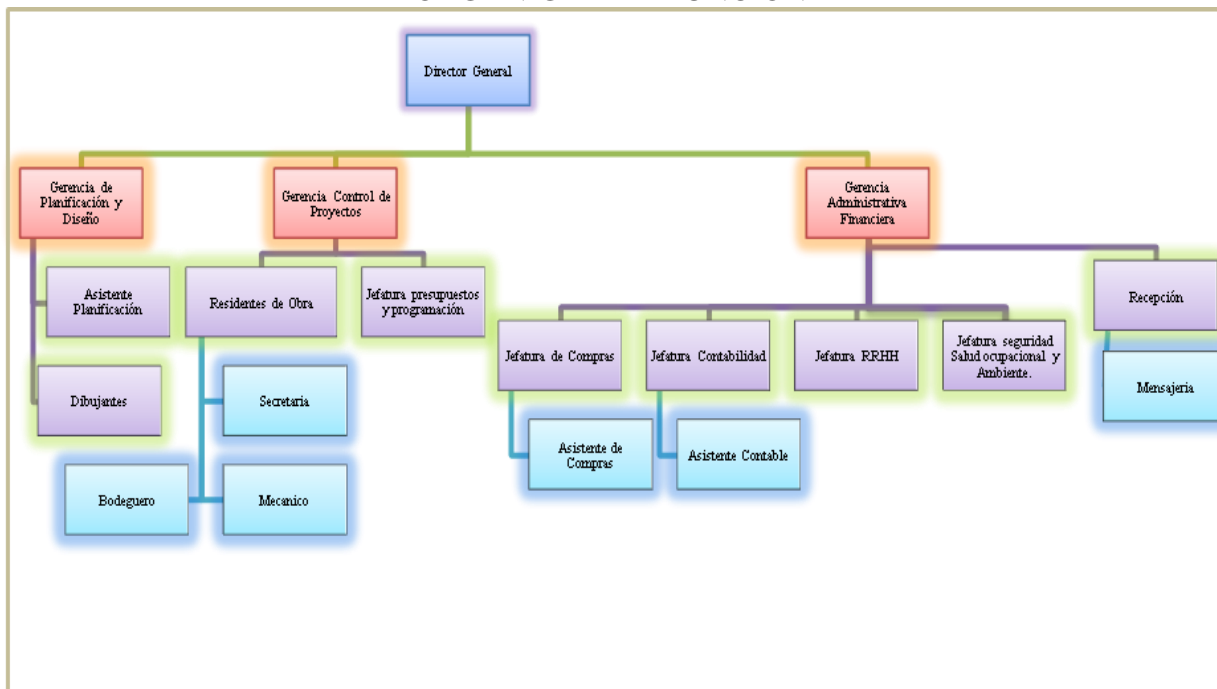 Director General
Gerencia de
Planificación y
Diseño
Gerencia Control de
Proyectos
Gerencia
Administrativa
Financiera
Asistente
Planificación
Residentes de Obra
Jefatura presupuestos
y programación
Recepción
Jefatura de Compras
Jefatura Contabilidad
Jefatura RRHH
Jefatura seguridad
Salud ocupacional y
Ambiente.
Dibujantes
Secretaria
Mensajeria
Asistente de
Compras
Asistente Contable
Bodeguero
Mecanico